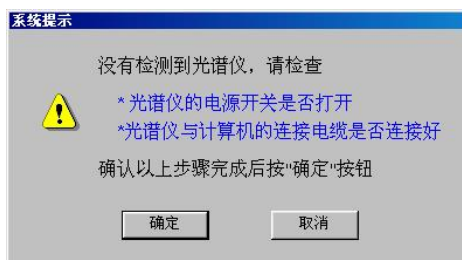 系统提示
没有检测到光谱仪，请检查
*光谱仪的电源开关是否打开
*光谱仪与计算机的连接电缆是否连接好
确认以上步骤完成后按"确定"按钮
确定
取消